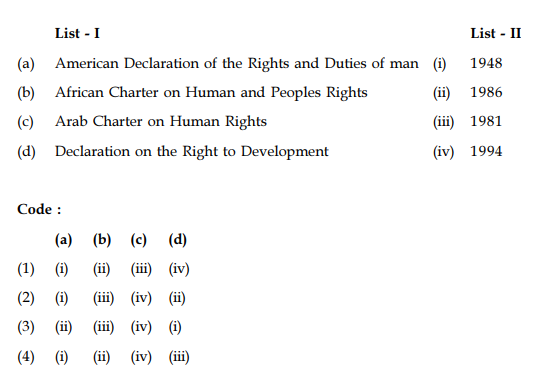 List - I List - II
(a) American Declaration of the Rights and Duties of man (i) 1948
(b) African Charter on Human and Peoples Rights (ii) 1986
(c) Arab Charter on Human Rights (iii) 1981
(d) Declaration on the Right to Development (iv) 1994
Code :
(a) (b) (c) (d)
(1) (i) (ii) (iii) (iv)
(2) (i) (iii) (iv) (ii)
(3) (ii) (iii) (iv) (i)
(4) (i) (ii) (iv) (iii)